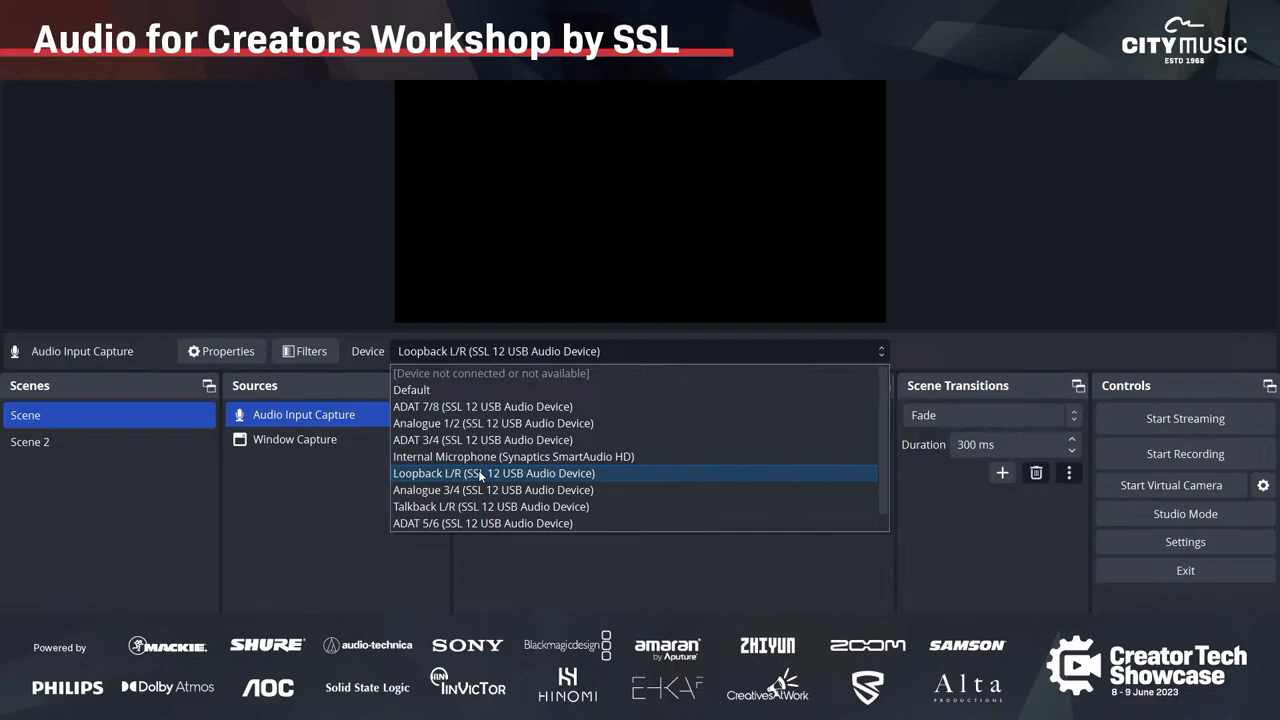 Audio for Creators Workshop by SSL
CITYMUSIC
ESTD 1968
Audio Input Capture
Properties
Filters
Device
Loopback L/R (SSL 12 USB Audio Device)
[Device not connected or not available]
Default
ADAT 7/8 (SSL 12 USB Audio Device)
Analogue 1/2 (SSL 12 USB Audio Device)
ADAT 3/4 (SSL 12 USB Audio Device)
Internal Microphone (Synaptics SmartAudio HD)
Loopback L/R (SSL 12 USB Audio Device)
Analogue 3/4 (SSL 12 USB Audio Device)
Talkback L/R (SSL 12 USB Audio Device)
ADAT 5/6 (SSL 12 USB Audio Device)
Scenes
Scene
Scene 2
Sources
Audio Input Capture
Window Capture
Scene Transitions
Fade
Duration
300 ms
Controls
Start Streaming
Start Recording
Start Virtual Camera
Studio Mode
Settings
Exit
Powered by
MACKIE.
SHURE
audio-technica
SONY
Blackmagicdesign
amaran
by Aputure
ZHIYUN
ZOOM
SAMSON
PHILIPS
Dolby Atmos
AOC
Solid State Logic
INVICTOR
HINOMI
CreativesAtWork
Alta
PRODUCTIONS
Creator Tech
Showcase
8 - 9 June 2023